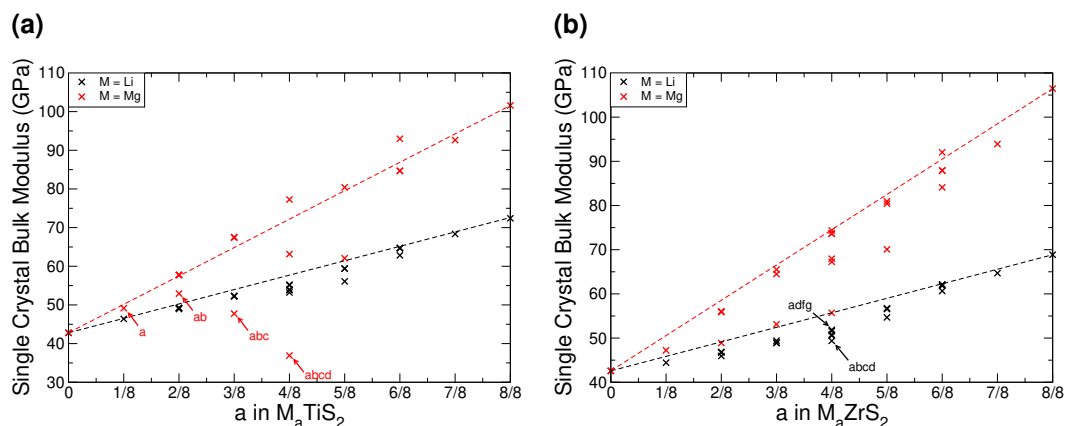 (a)
Single Crystal Bulk Modulus (GPa)
110
100
90
80
70
60
50
40
30
M = Li
M = Mg
a
ab
abc
abcd
0 1/8 2/8 3/8 4/8 5/8 6/8 7/8 8/8
a in MaTiS2
(b)
Single Crystal Bulk Modulus (GPa)
110
100
90
80
70
60
50
40
M = Li
M = Mg
adfg
abcd
0 1/8 2/8 3/8 4/8 5/8 6/8 7/8 8/8
a in MaZrS2